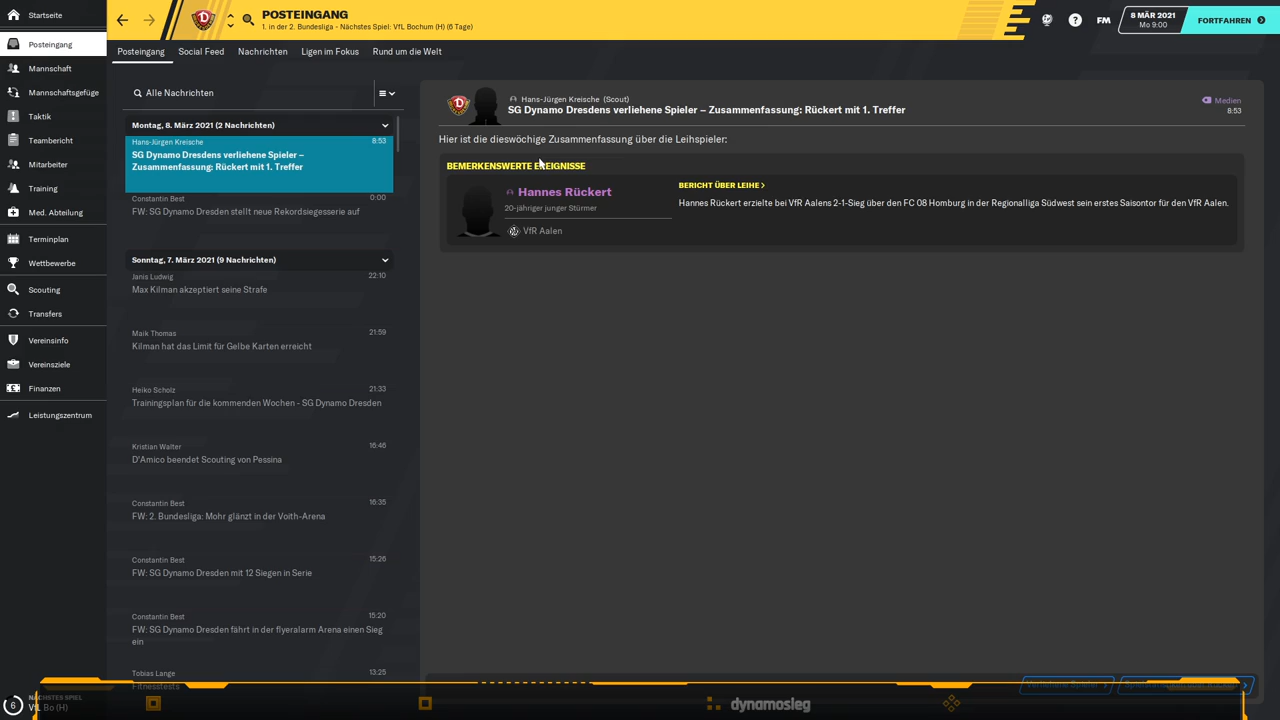 Startseite
Posteingang
Mannschaft
Mannschaftsgefüge
Taktik
Teambericht
Mitarbeiter
Training
Med. Abteilung
Terminplan
Wettbewerbe
Scouting
Transfers
Vereinsinfo
Vereinsziele
Finanzen
Leistungszentrum
NÄCHSTES SPIEL
6
VfL Bo (H)
POSTEINGANG
1. in der 2. Bundesliga - Nächstes Spiel: VfL Bochum (H) (6 Tage)
FM
8 MÄR 2021
Mo 9:00
FORTFAHREN
Posteingang Social Feed Nachrichten Ligen im Fokus Rund um die Welt
Alle Nachrichten
Montag, 8. März 2021 (2 Nachrichten)
Hans-Jürgen Kreische 8:53
SG Dynamo Dresdens verliehene Spieler –
Zusammenfassung: Rückert mit 1. Treffer
Constantin Best 0:00
FW: SG Dynamo Dresden stellt neue Rekordsiegesserie auf
Sonntag, 7. März 2021 (9 Nachrichten)
Janis Ludwig 22:10
Max Kilman akzeptiert seine Strafe
Maik Thomas 21:59
Kilman hat das Limit für Gelbe Karten erreicht
Heiko Scholz 21:33
Trainingsplan für die kommenden Wochen - SG Dynamo Dresden
Kristian Walter 16:46
D'Amico beendet Scouting von Pessina
Constantin Best 16:35
FW: 2. Bundesliga: Mohr glänzt in der Voith-Arena
Constantin Best 15:26
FW: SG Dynamo Dresden mit 12 Siegen in Serie
Constantin Best 15:20
FW: SG Dynamo Dresden fährt in der flyeralarm Arena einen Sieg
ein
Tobias Lange 13:25
Fitnesstests
Hans-Jürgen Kreische (Scout)
SG Dynamo Dresdens verliehene Spieler – Zusammenfassung: Rückert mit 1. Treffer
Medien
8:53
Hier ist die dieswöchige Zusammenfassung über die Leihspieler:
BEMERKENSWERTE EREIGNISSE
Hannes Rückert
20-jähriger junger Stürmer
VfR Aalen
BERICHT ÜBER LEIHE >
Hannes Rückert erzielte bei VfR Aalens 2-1-Sieg über den FC 08 Homburg in der Regionalliga Südwest sein erstes Saisontor für den VfR Aalen.
Verliehene Spieler
dynamosleg